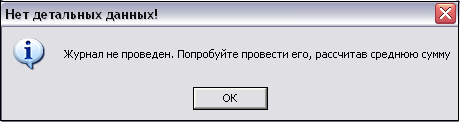 Нет детальных данных!
Журнал не проведен. Попробуйте провести его, рассчитав среднюю сумму
OK